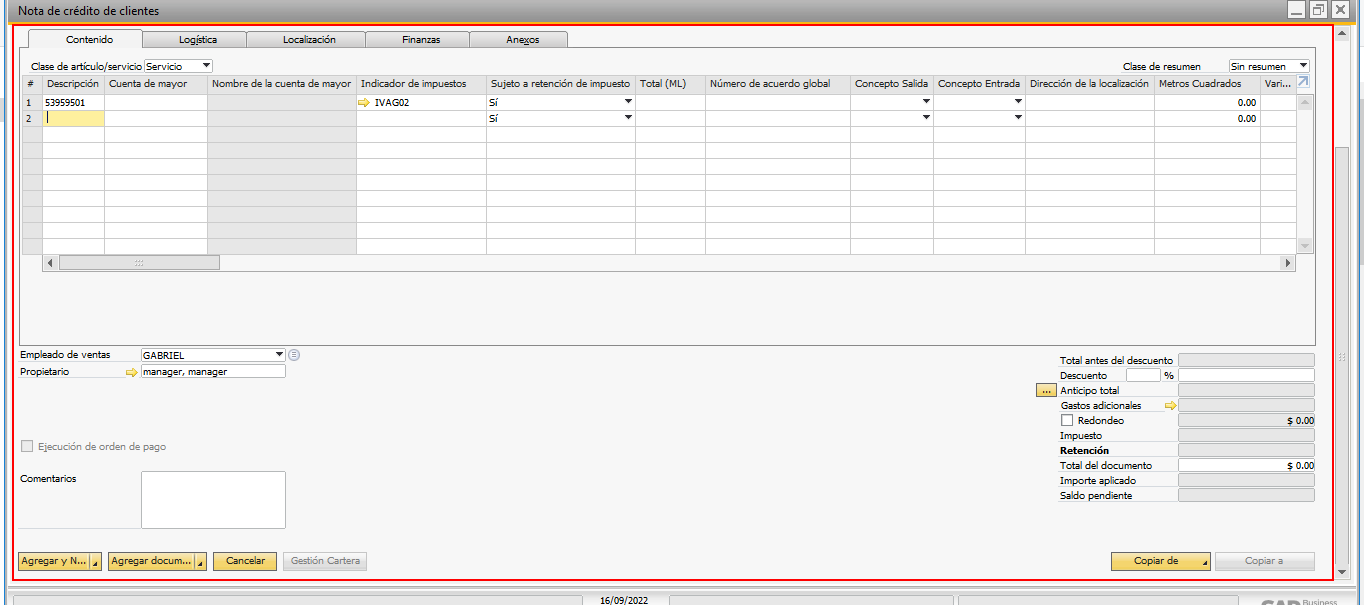 Nota de crédito de clientes
Contenido Logística Localización Finanzas Anexos
Clase de artículo/servicio Servicio Clase de resumen Sin resumen
# Descripción Cuenta de mayor Nombre de la cuenta de mayor Indicador de impuestos Sujeto a retención de impuesto Total (ML) Número de acuerdo global Concepto Salida Concepto Entrada Dirección de la localización Metros Cuadrados Vari...
1 53959501 IVAG02 Sí 0.00
2 Sí 0.00
Empleado de ventas GABRIEL
Propietario manager, manager
Total antes del descuento
Descuento %
... Anticipo total
Gastos adicionales
Redondeo $ 0.00
Impuesto
Ejecución de orden de pago
Retención
Total del documento $ 0.00
Comentarios
Importe aplicado
Saldo pendiente
Agregar y N... Agregar docum... Cancelar Gestión Cartera Copiar de Copiar a
16/09/2022
SAP Business